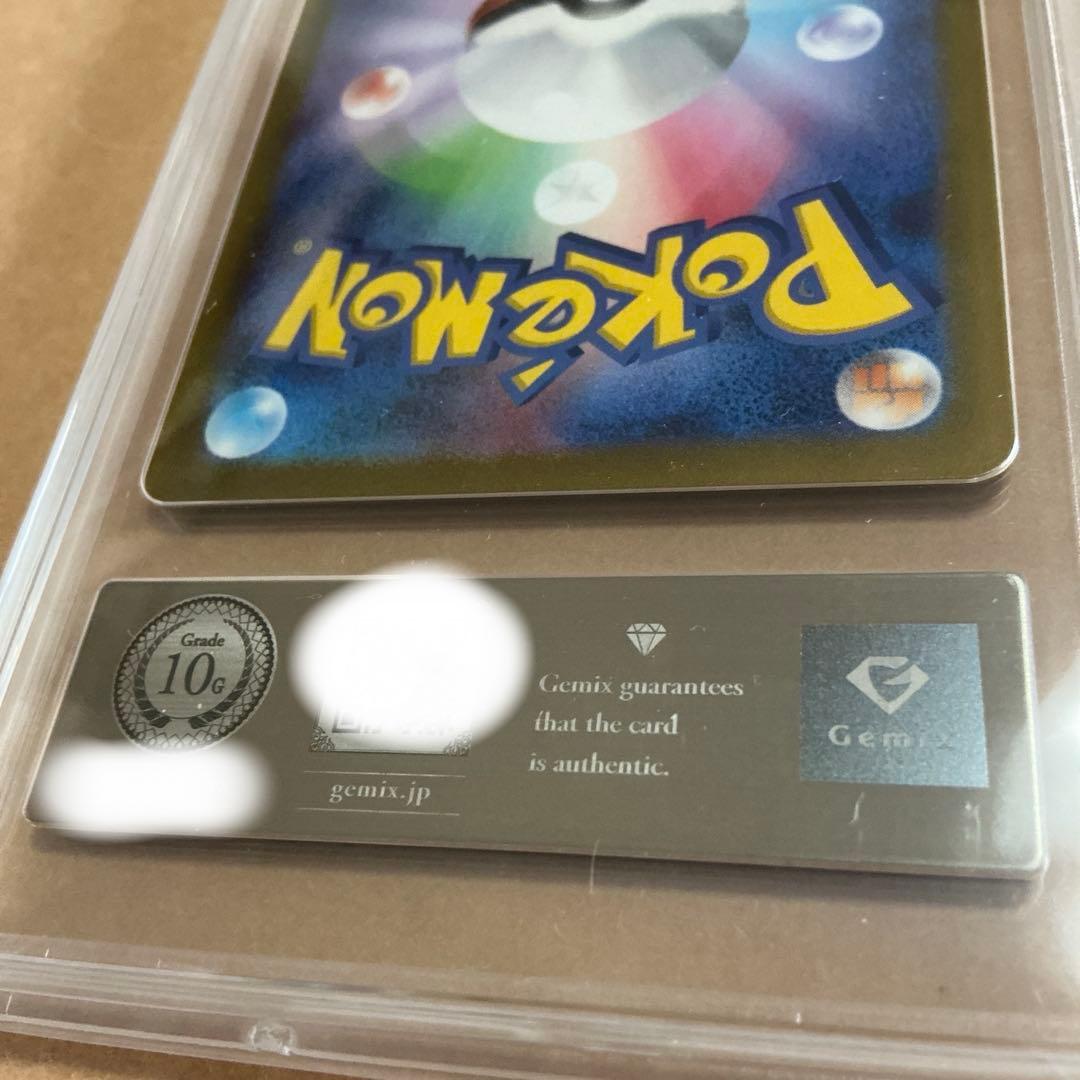 POKéMON
®
Grade
10G
gemix.jp
Gemix guarantees
that the card
is authentic.
G
Gemix